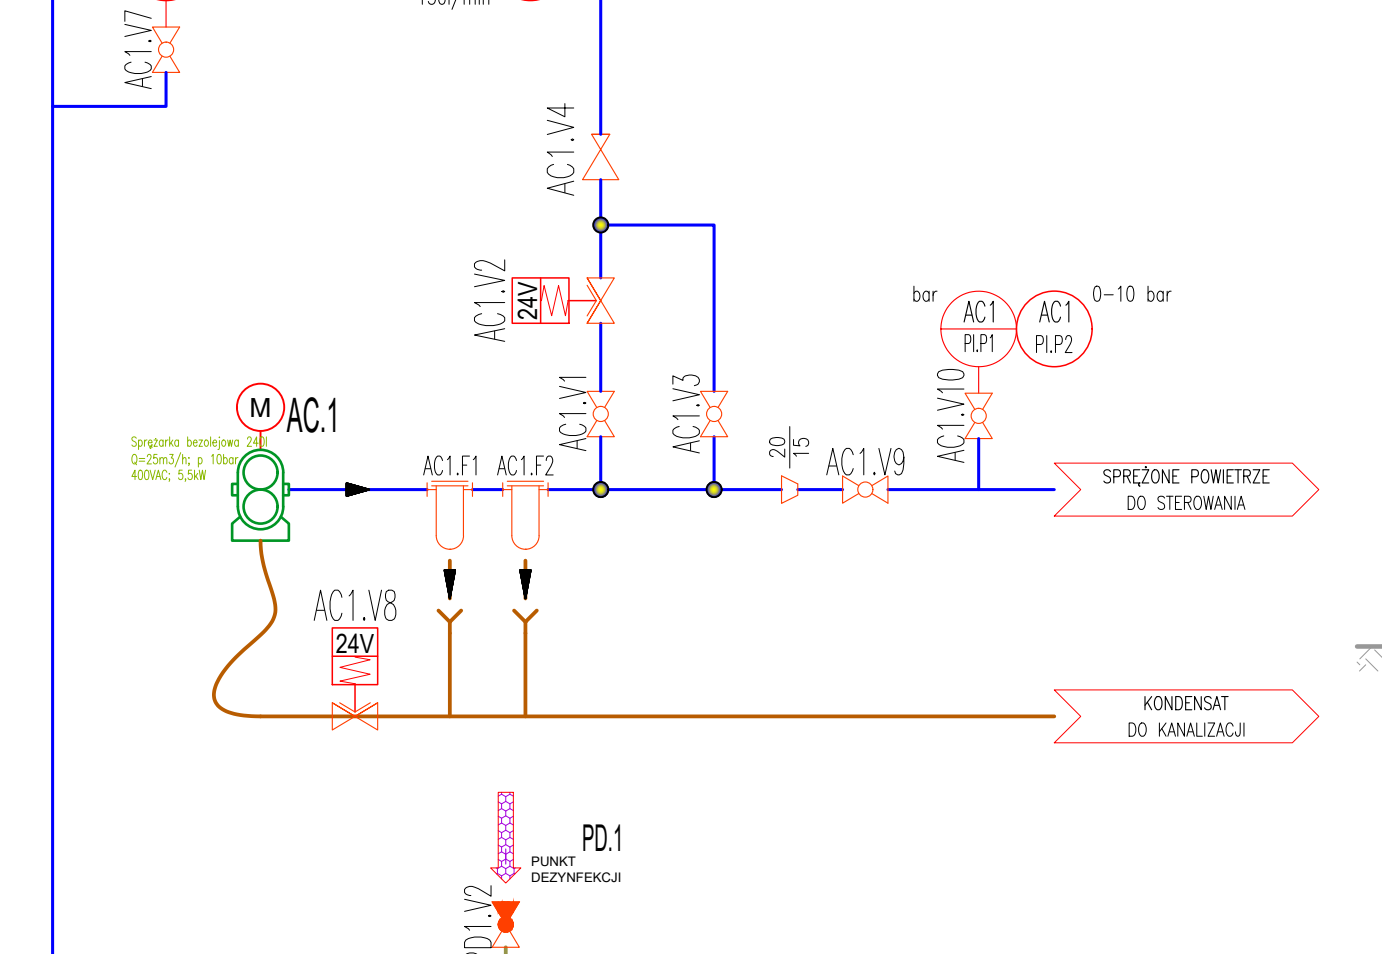 AC1.V7
AC1.V4
AC1.V2
24V
bar
0-10 bar
AC1
PI.P1
AC1
PI.P2
AC1.V10
AC1.V1
AC1.V3
M
AC.1
Sprężarka bezolejowa 240l
Q=25m3/h; p 10bar
400VAC; 5,5kW
AC1.F1
AC1.F2
20
15
AC1.V9
SPRĘŻONE POWIETRZE
DO STEROWANIA
AC1.V8
24V
KONDENSAT
DO KANALIZACJI
PD.1
PUNKT
DEZYNFEKCJI